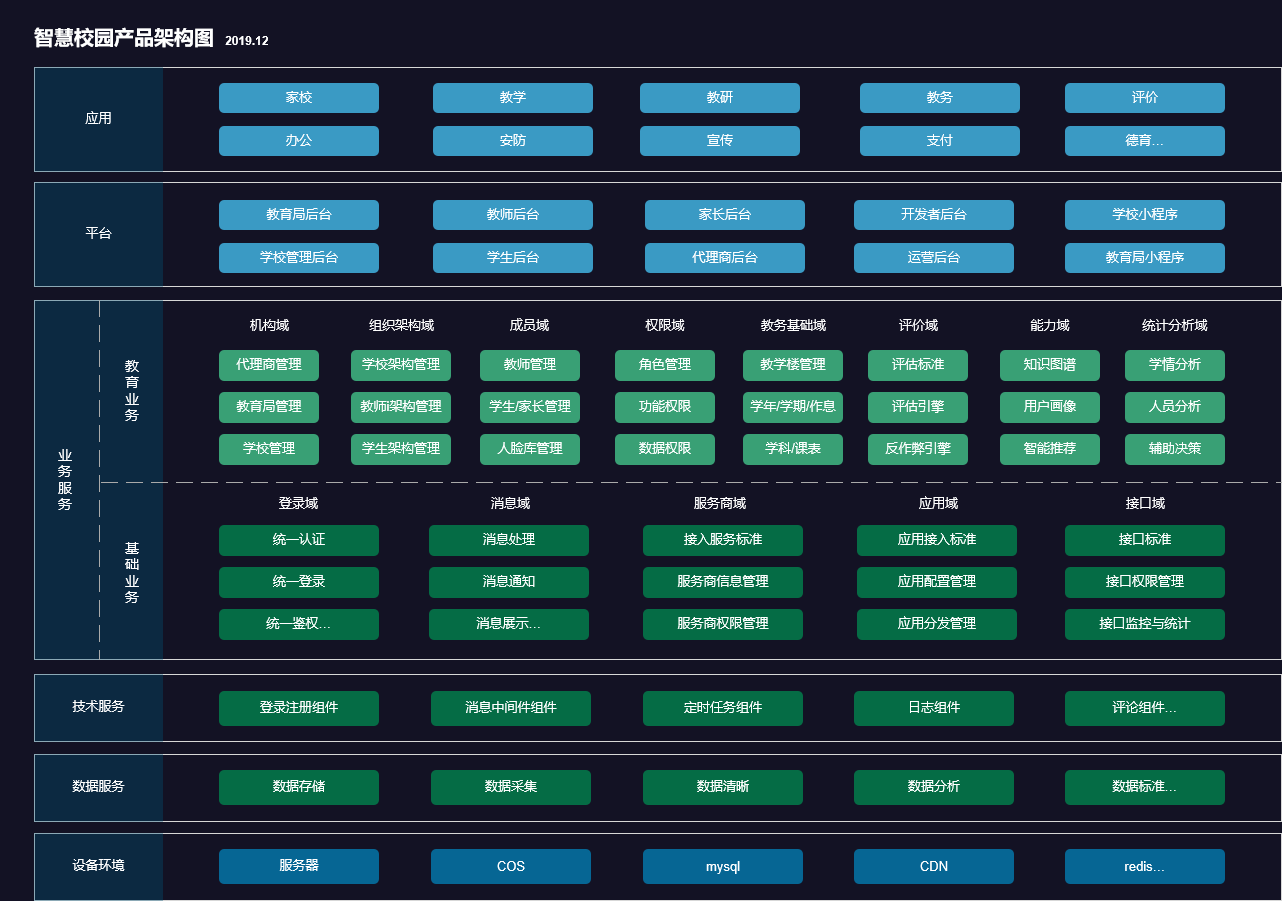 智慧校园产品架构图 2019.12
应用
家校 教学 教研 教务 评价
办公 安防 宣传 支付 德育...
平台
教育局后台 教师后台 家长后台 开发者后台 学校小程序
学校管理后台 学生后台 代理商后台 运营后台 教育局小程序
业务服务
教育业务
机构域 组织架构域 成员域 权限域 教务基础域 评价域 能力域 统计分析域
代理商管理 学校架构管理 教师管理 角色管理 教学楼管理 评估标准 知识图谱 学情分析
教育局管理 教师i架构管理 学生/家长管理 功能权限 学年/学期/作息 评估引擎 用户画像 人员分析
学校管理 学生架构管理 人脸库管理 数据权限 学科/课表 反作弊引擎 智能推荐 辅助决策
基础业务
登录域 消息域 服务商域 应用域 接口域
统一认证 消息处理 接入服务标准 应用接入标准 接口标准
统一登录 消息通知 服务商信息管理 应用配置管理 接口权限管理
统一鉴权... 消息展示... 服务商权限管理 应用分发管理 接口监控与统计
技术服务
登录注册组件 消息中间件组件 定时任务组件 日志组件 评论组件...
数据服务
数据存储 数据采集 数据清晰 数据分析 数据标准...
设备环境
服务器 COS mysql CDN redis...